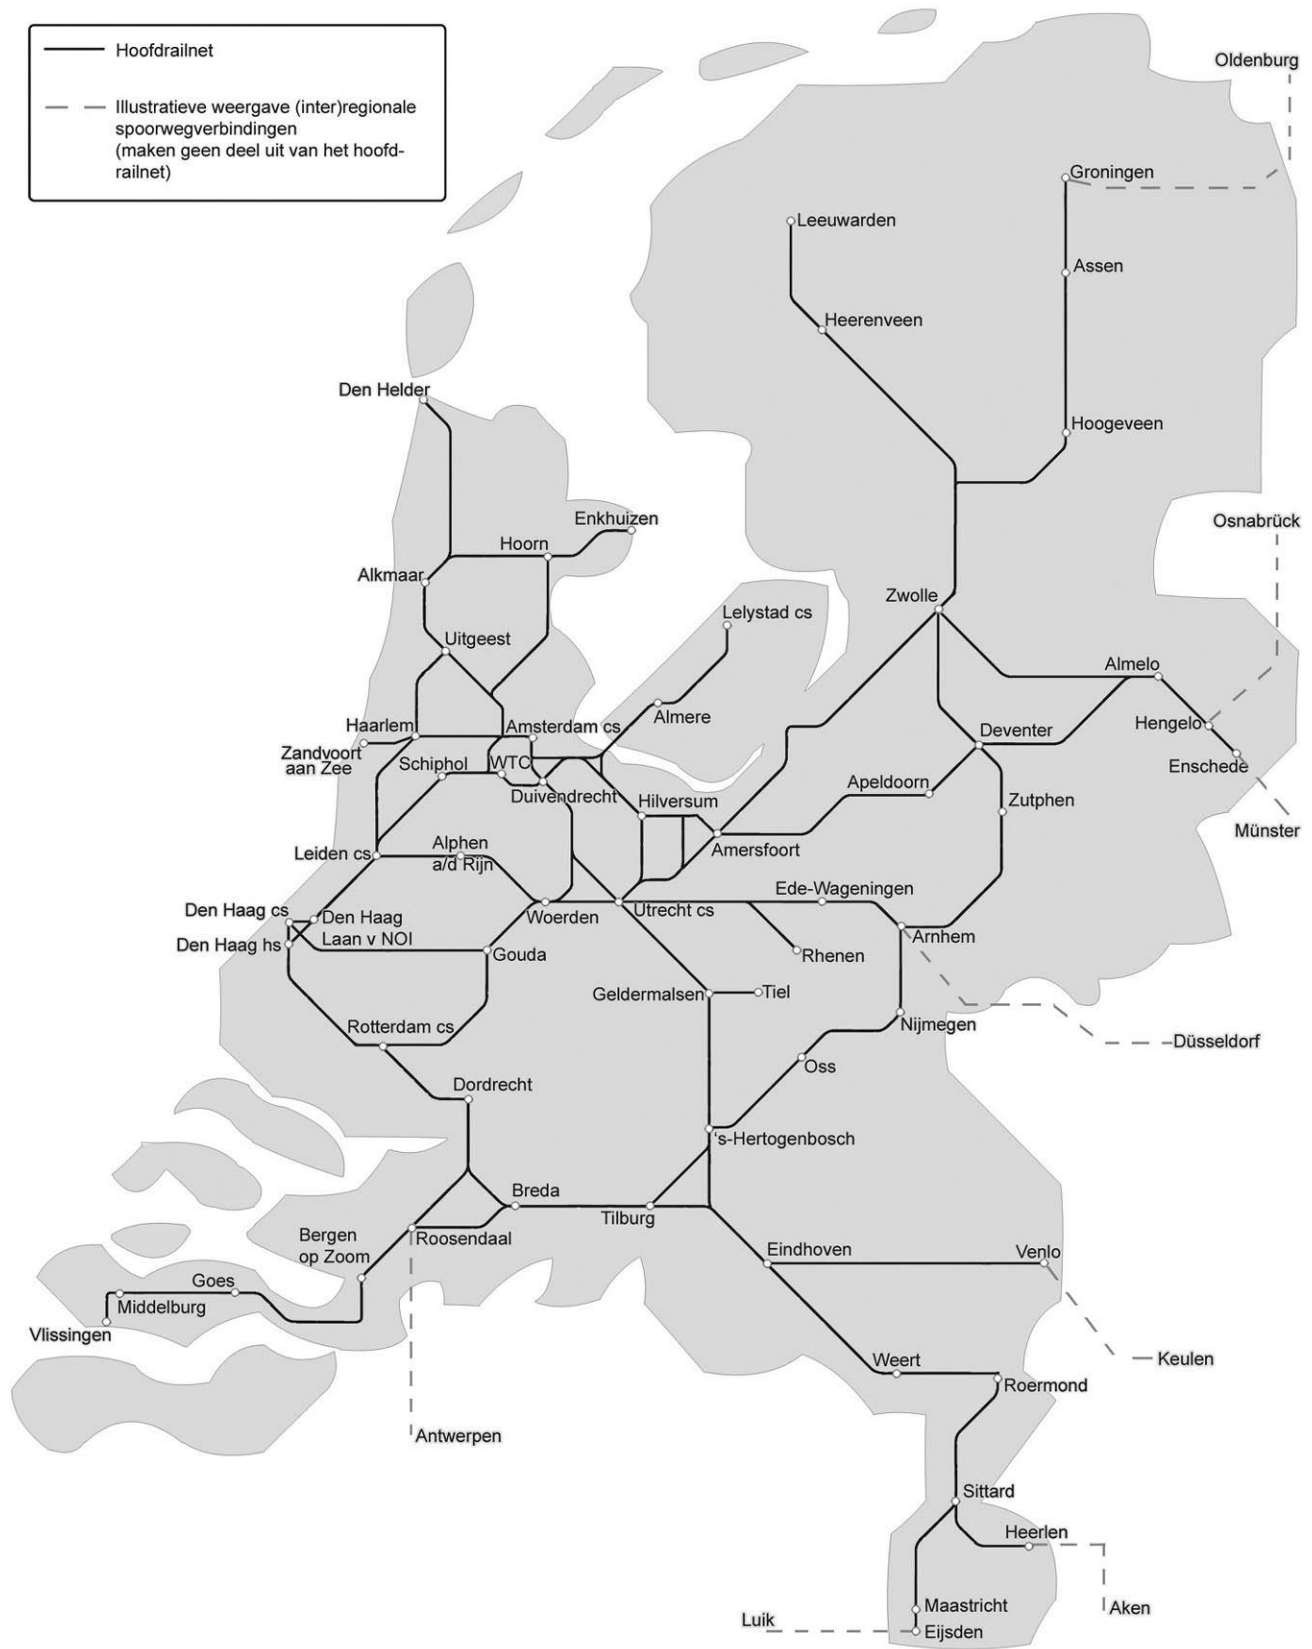 Hoofdrailnet
Illustratieve weergave (inter)regionale
spoorwegverbindingen
(maken geen deel uit van het hoofd-
railnet)
Oldenburg
Groningen
Leeuwarden
Assen
Heerenveen
Den Helder
Hoogeveen
Enkhuizen
Osnabrück
Hoorn
Alkmaar
Zwolle
Lelystad cs
Uitgeest
Almelo
Almere
Haarlem
Amsterdam cs
Hengelo
Deventer
Zandvoort
aan Zee
Schiphol
WTC
Enschede
Apeldoorn
Duivendrecht
Hilversum
Zutphen
Münster
Alphen
a/d Rijn
Leiden cs
Amersfoort
Ede-Wageningen
Den Haag cs
Den Haag
Laan v NOI
Woerden
Utrecht cs
Arnhem
Den Haag hs
Gouda
Rhenen
Geldermalsen
Tiel
Rotterdam cs
Nijmegen
Düsseldorf
Oss
Dordrecht
's-Hertogenbosch
Breda
Tilburg
Bergen
op Zoom
Roosendaal
Eindhoven
Venlo
Goes
Middelburg
Vlissingen
Keulen
Weert
Roermond
Antwerpen
Sittard
Heerlen
Maastricht
Aken
Luik
Eijsden